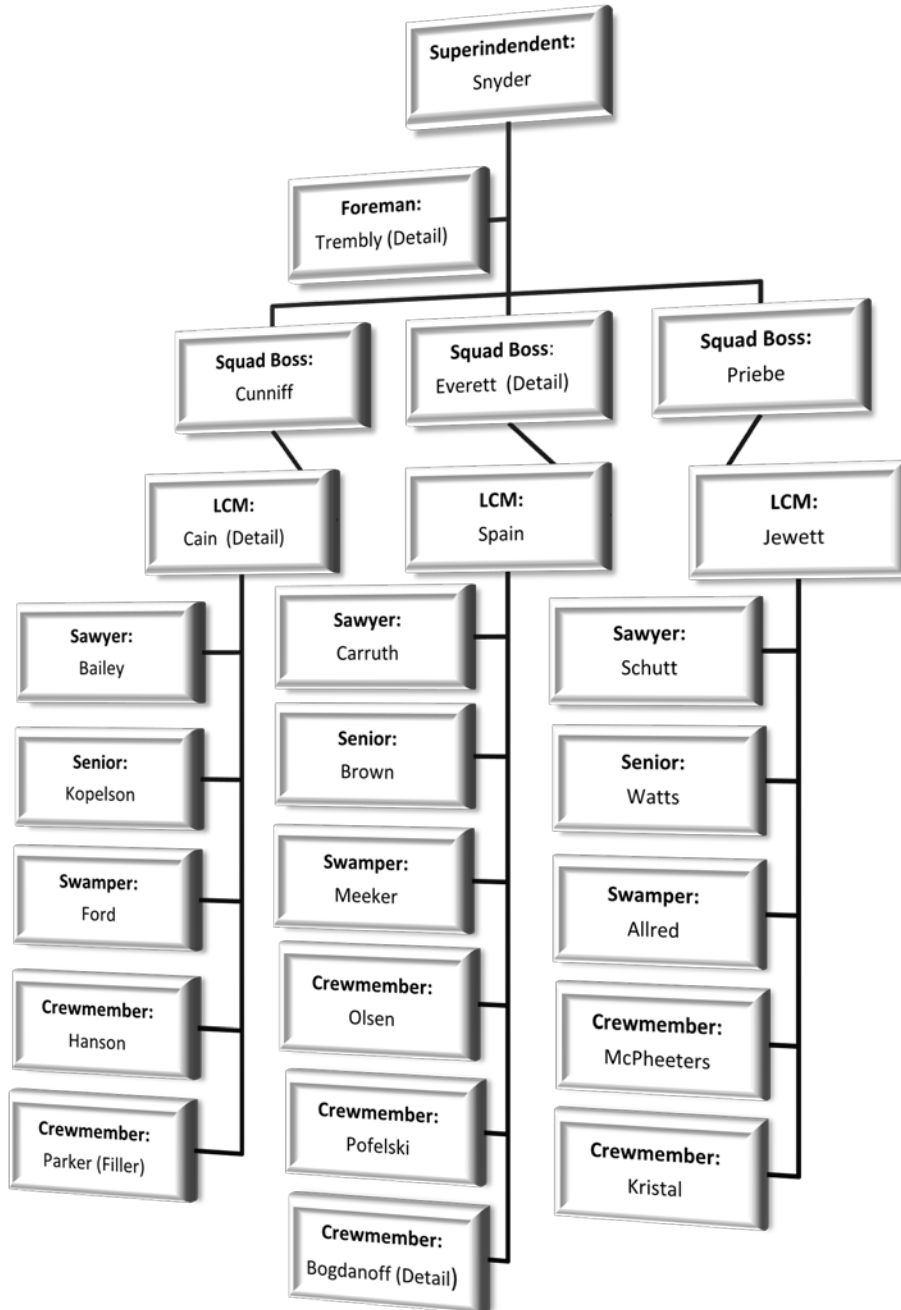 Superindendent:
Snyder
Foreman:
Trembly (Detail)
Squad Boss:
Cunniff
Squad Boss:
Everett  (Detail)
Squad Boss:
Priebe
LCM:
Cain  (Detail)
LCM:
Spain
LCM:
Jewett
Sawyer:
Bailey
Senior:
Kopelson
Swamper:
Ford
Crewmember:
Hanson
Crewmember:
Parker (Filler)
Sawyer:
Carruth
Senior:
Brown
Swamper:
Meeker
Crewmember:
Olsen
Crewmember:
Pofelski
Crewmember:
Bogdanoff (Detail)
Sawyer:
Schutt
Senior:
Watts
Swamper:
Allred
Crewmember:
McPheeters
Crewmember:
Kristal